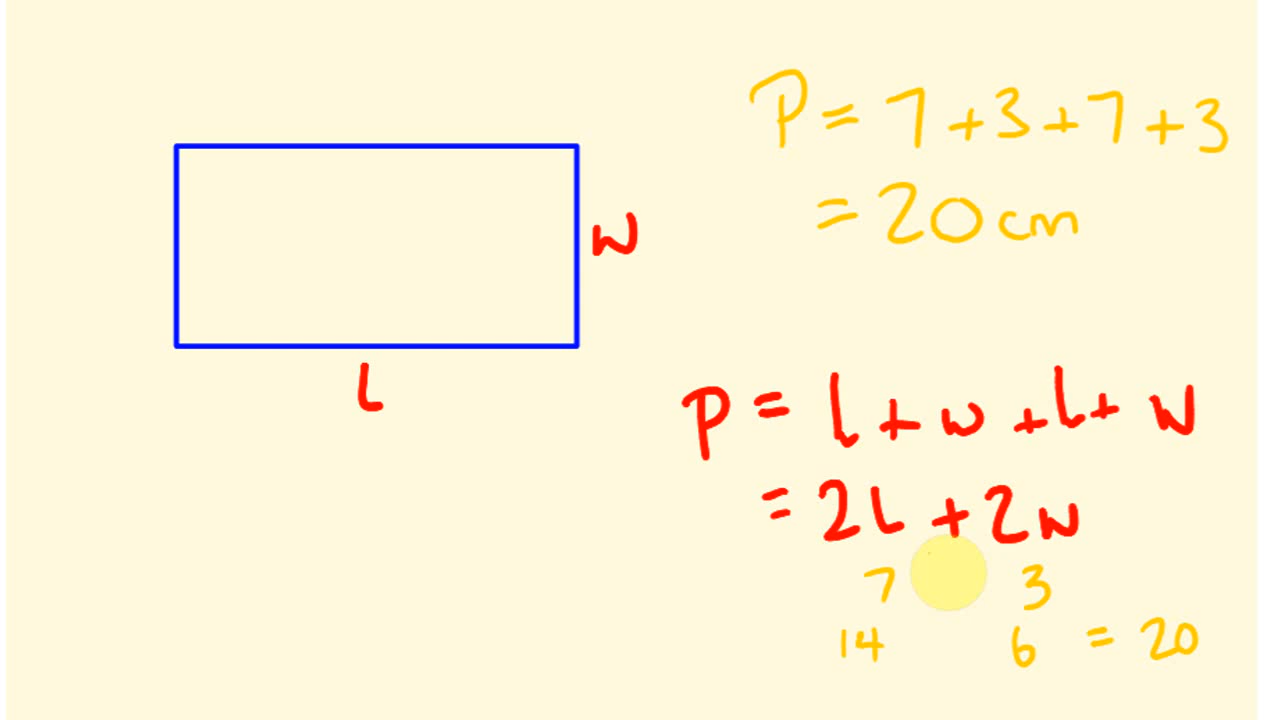 P = 7 + 3 + 7 + 3
= 20 cm
w
l
P = l + w + l + w
= 2l + 2w
7 3
14 6 = 20